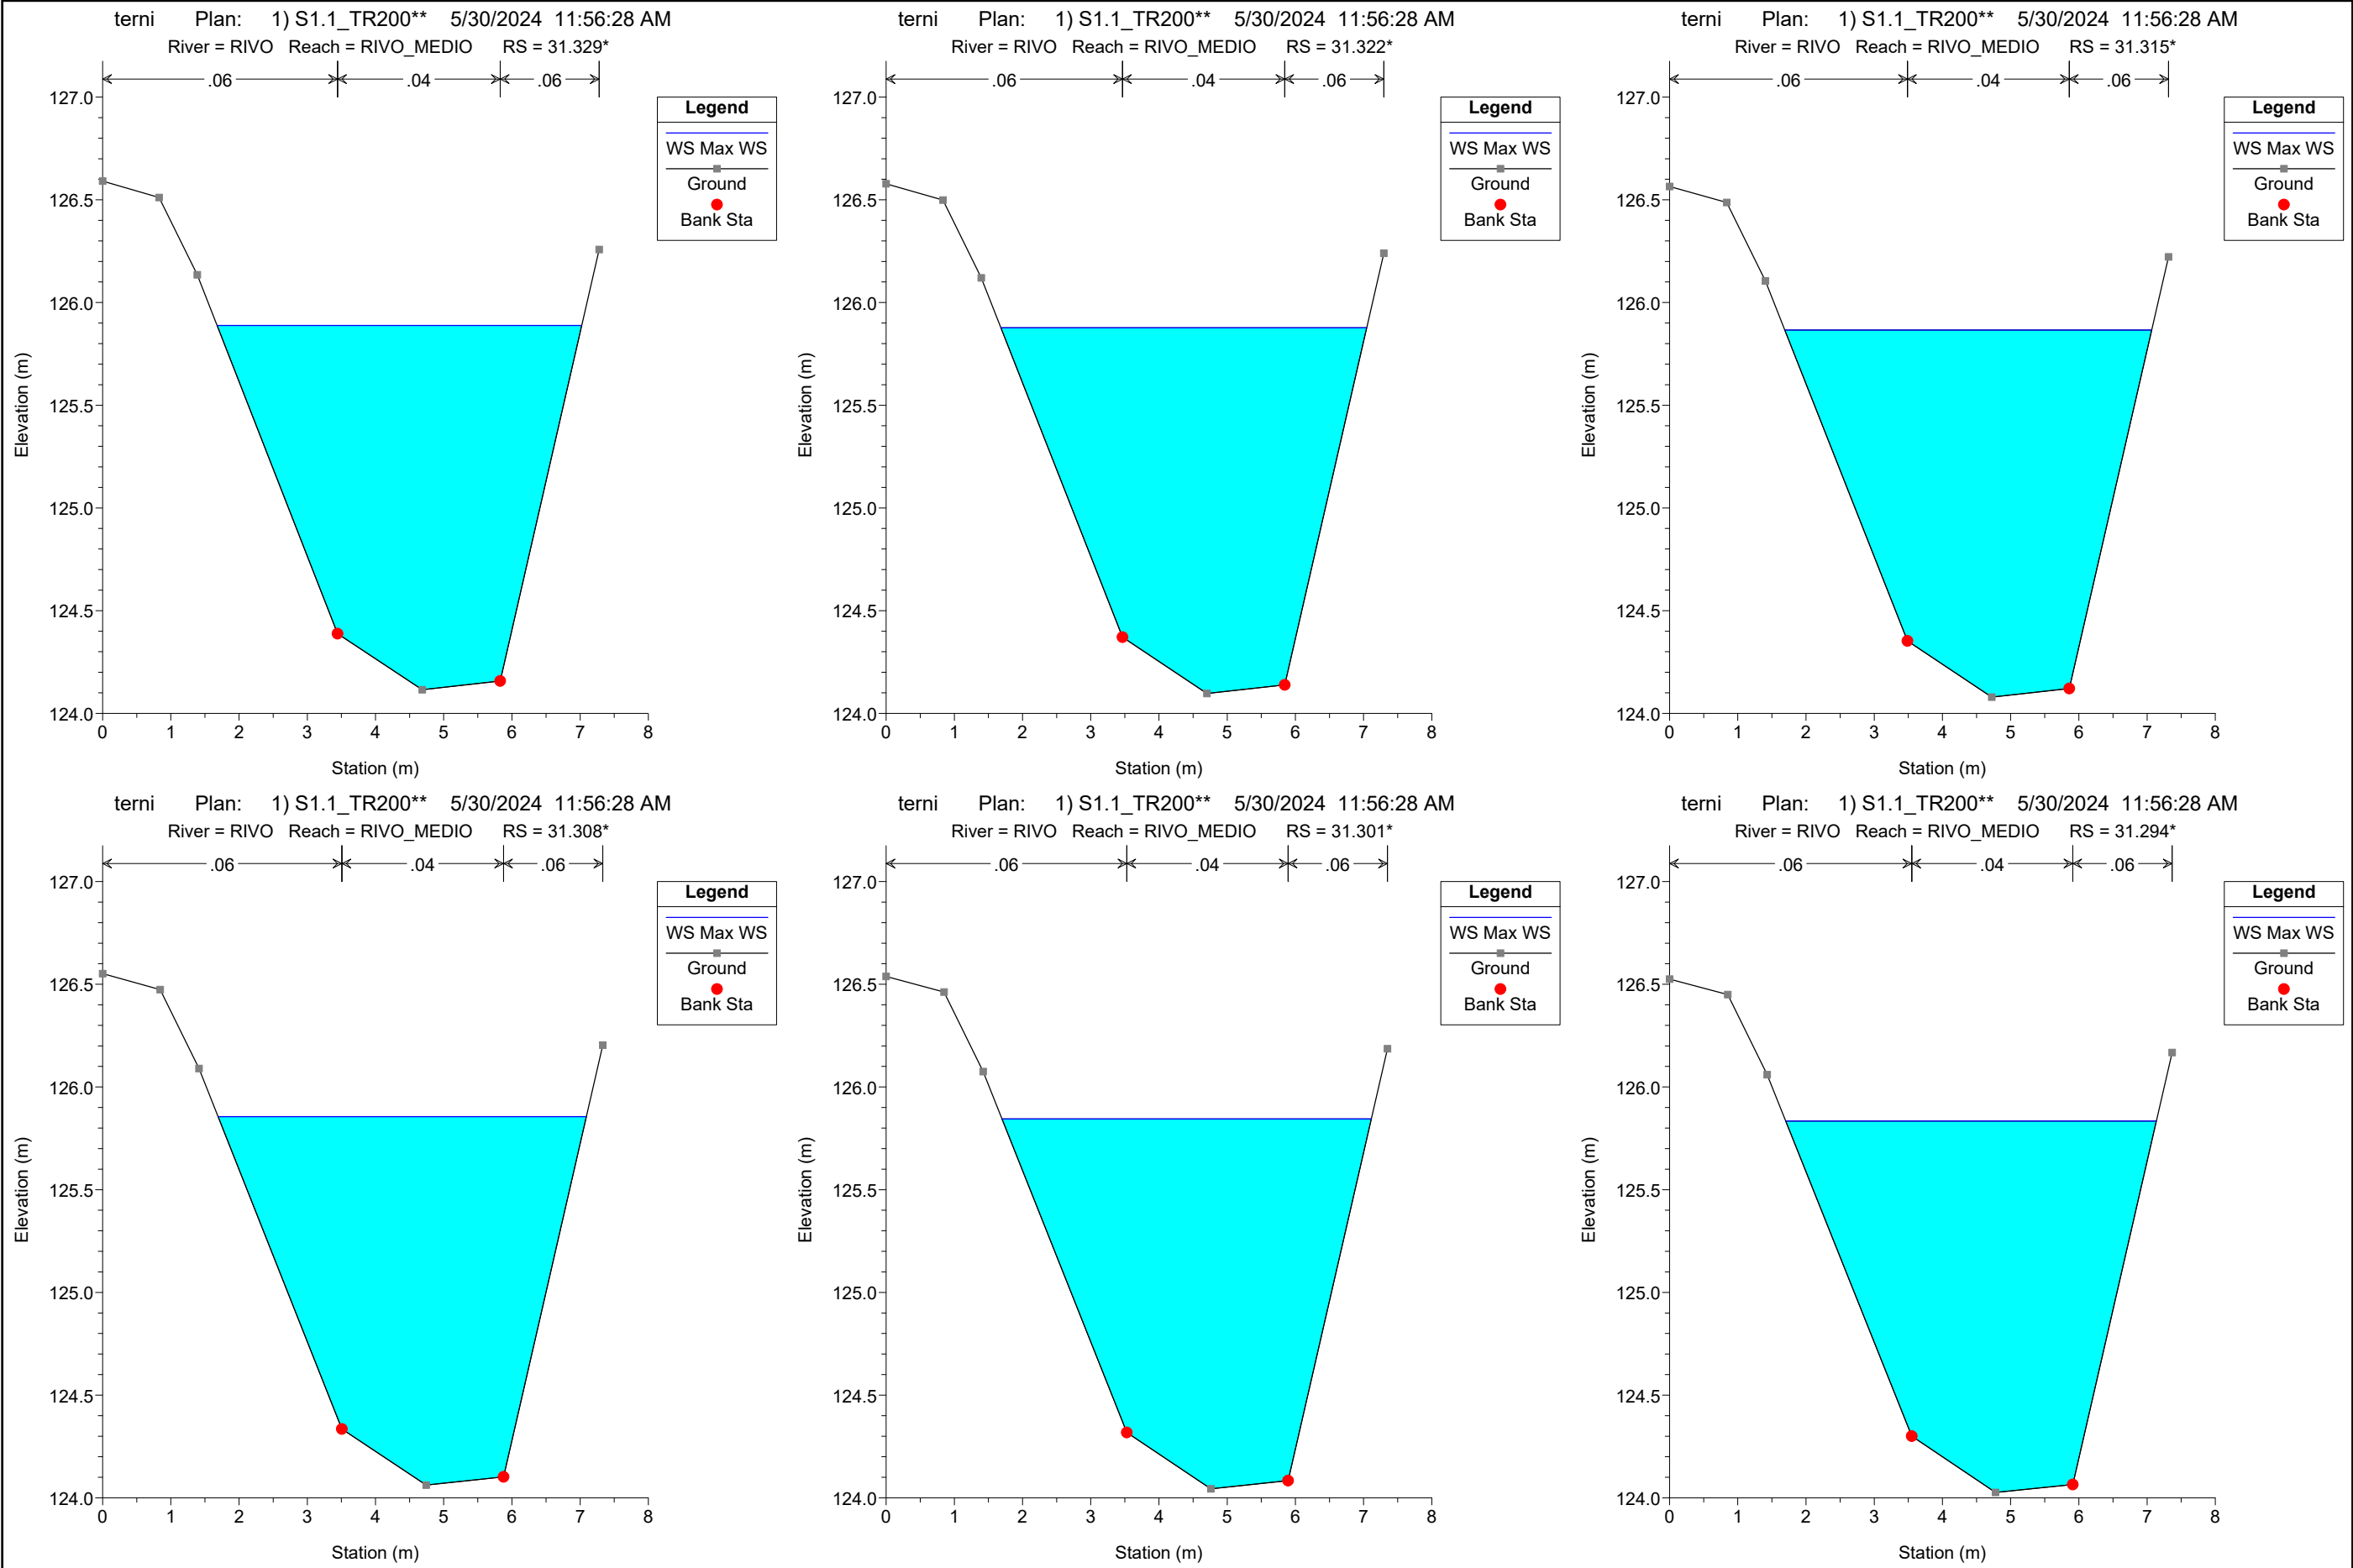 terni Plan: 1) S1.1_TR200** 5/30/2024 11:56:28 AM
River = RIVO Reach = RIVO_MEDIO RS = 31.329*
.06 .04 .06
127.0
126.5
126.0
125.5
125.0
124.5
124.0
Elevation (m)
0 1 2 3 4 5 6 7 8
Station (m)
Legend
WS Max WS
Ground
Bank Sta
terni Plan: 1) S1.1_TR200** 5/30/2024 11:56:28 AM
River = RIVO Reach = RIVO_MEDIO RS = 31.322*
.06 .04 .06
127.0
126.5
126.0
125.5
125.0
124.5
124.0
Elevation (m)
0 1 2 3 4 5 6 7 8
Station (m)
Legend
WS Max WS
Ground
Bank Sta
terni Plan: 1) S1.1_TR200** 5/30/2024 11:56:28 AM
River = RIVO Reach = RIVO_MEDIO RS = 31.315*
.06 .04 .06
127.0
126.5
126.0
125.5
125.0
124.5
124.0
Elevation (m)
0 1 2 3 4 5 6 7 8
Station (m)
Legend
WS Max WS
Ground
Bank Sta
terni Plan: 1) S1.1_TR200** 5/30/2024 11:56:28 AM
River = RIVO Reach = RIVO_MEDIO RS = 31.308*
.06 .04 .06
127.0
126.5
126.0
125.5
125.0
124.5
124.0
Elevation (m)
0 1 2 3 4 5 6 7 8
Station (m)
Legend
WS Max WS
Ground
Bank Sta
terni Plan: 1) S1.1_TR200** 5/30/2024 11:56:28 AM
River = RIVO Reach = RIVO_MEDIO RS = 31.301*
.06 .04 .06
127.0
126.5
126.0
125.5
125.0
124.5
124.0
Elevation (m)
0 1 2 3 4 5 6 7 8
Station (m)
Legend
WS Max WS
Ground
Bank Sta
terni Plan: 1) S1.1_TR200** 5/30/2024 11:56:28 AM
River = RIVO Reach = RIVO_MEDIO RS = 31.294*
.06 .04 .06
127.0
126.5
126.0
125.5
125.0
124.5
124.0
Elevation (m)
0 1 2 3 4 5 6 7 8
Station (m)
Legend
WS Max WS
Ground
Bank Sta